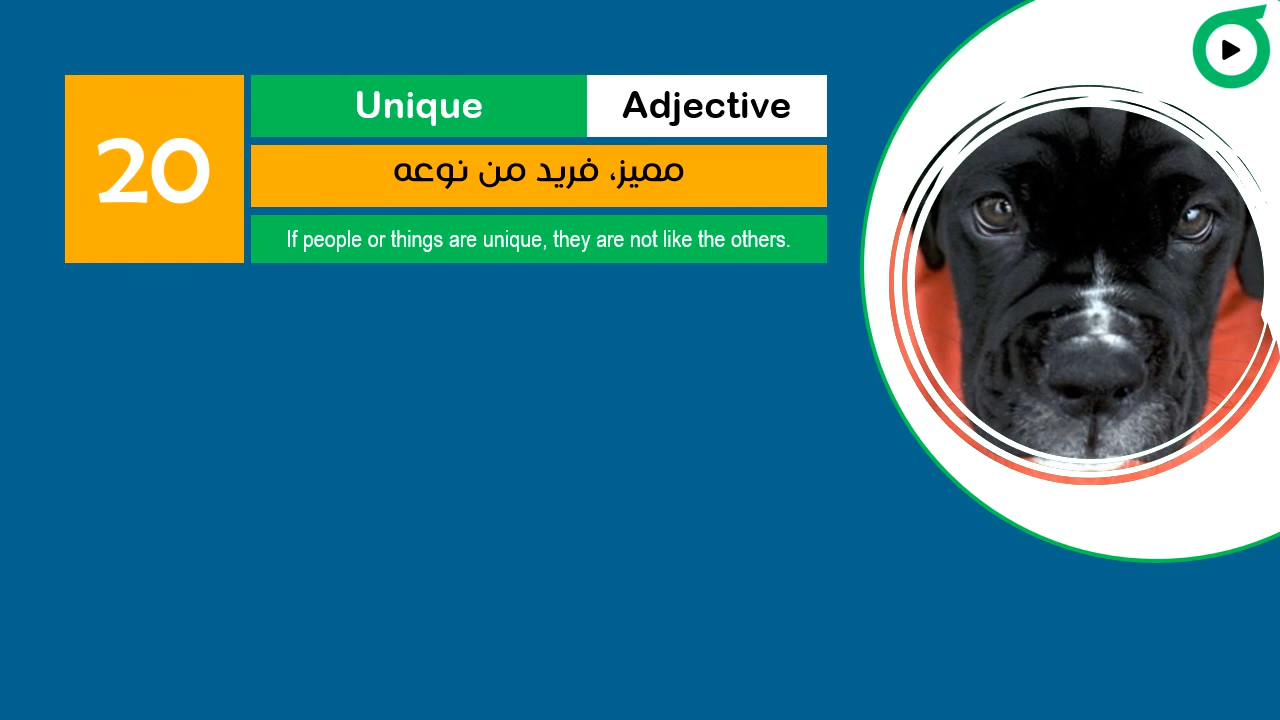 20
Unique
Adjective
مميز، فريد من نوعه
If people or things are unique, they are not like the others.